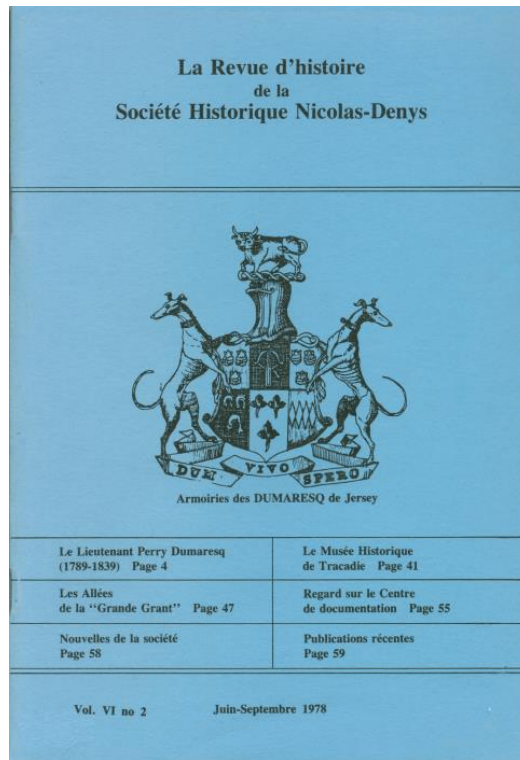 La Revue d'histoire
de la
Société Historique Nicolas-Denys
DUM VIVO SPERO
Armoiries des DUMARESQ de Jersey
Le Lieutenant Perry Dumaresq
(1789-1839) Page 4
Le Musée Historique
de Tracadie Page 41
Les Allées
de la "Grande Grant" Page 47
Regard sur le Centre
de documentation Page 55
Nouvelles de la société
Page 58
Publications récentes
Page 59
Vol. VI no 2 Juin-Septembre 1978